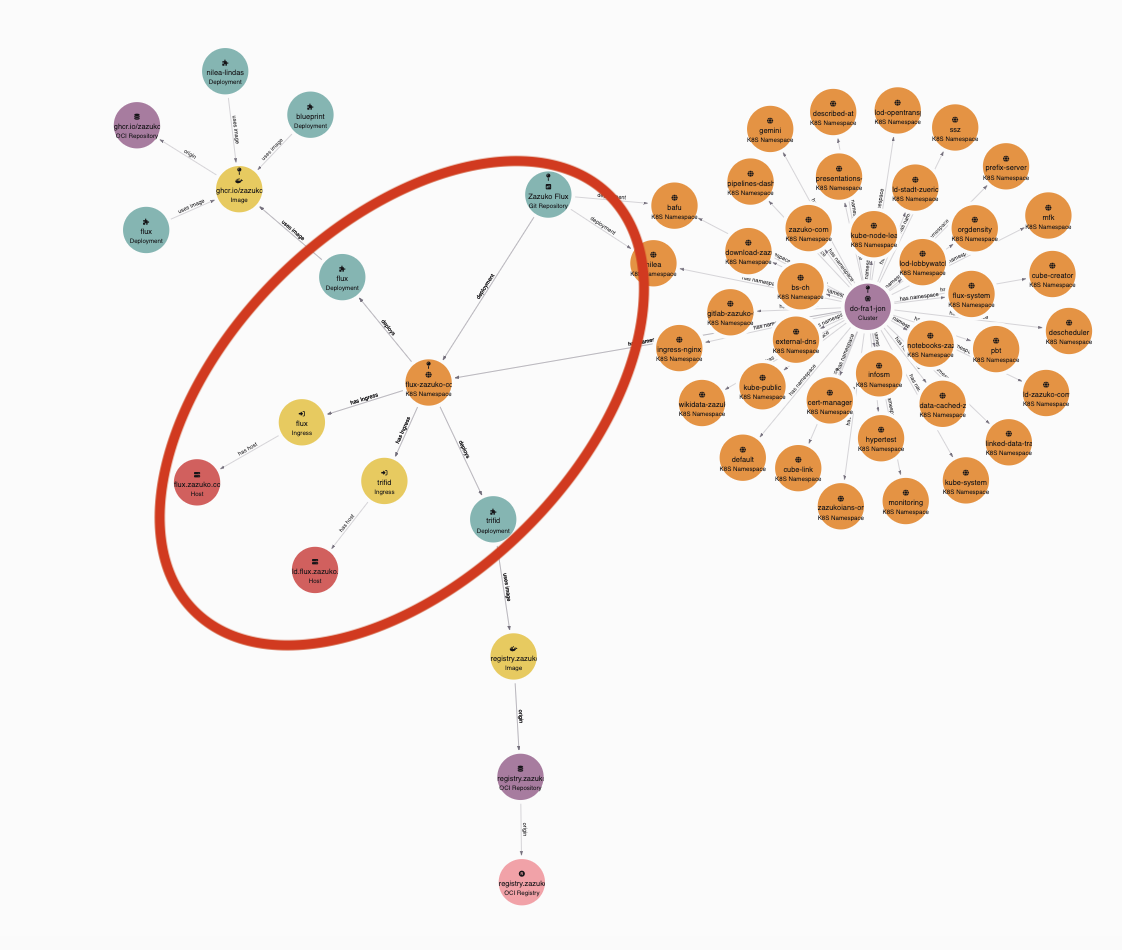 nilea-lindas
Deployment
ghcr.io/zazuko
OCI Repository
blueprint
Deployment
uses image
origin
uses image
ghcr.io/zazuko
Image
uses image
flux
Deployment
uses image
flux
Deployment
Zazuko Flux
Git Repository
deployment
deployment
deploys
flux-zazuko-co
K8S Namespace
has ingress
flux
Ingress
has host
flux.zazuko.co
Host
has ingress
trifid
Ingress
has host
ld.flux.zazuko.
Host
deploys
trifid
Deployment
uses image
registry.zazuk
Image
origin
registry.zazuk
OCI Repository
origin
registry.zazuk
OCI Registry
gemini
K8S Namespace
described-at
K8S Namespace
lod-opentrans
K8S Namespace
ssz
K8S Namespace
prefix-server
K8S Namespace
pipelines-dash
K8S Namespace
presentations-
K8S Namespace
ld-stadt-zueric
K8S Namespace
bafu
K8S Namespace
zazuko-com
K8S Namespace
kube-node-lea
K8S Namespace
orgdensity
K8S Namespace
mfk
K8S Namespace
nilea
K8S Namespace
download-zaz
K8S Namespace
lod-lobbywatch
K8S Namespace
cube-creator
K8S Namespace
bs-ch
K8S Namespace
flux-system
K8S Namespace
do-fra1-jon
Cluster
has namespace
has namespace
has namespace
gitlab-zazuko-
K8S Namespace
descheduler
K8S Namespace
ingress-nginx
K8S Namespace
external-dns
K8S Namespace
notebooks-zaz
K8S Namespace
pbt
K8S Namespace
infosm
K8S Namespace
wikidata-zazul
K8S Namespace
kube-public
K8S Namespace
cert-manager
K8S Namespace
data-cached-z
K8S Namespace
ld-zazuko-com
K8S Namespace
default
K8S Namespace
cube-link
K8S Namespace
hypertest
K8S Namespace
linked-data-tra
K8S Namespace
zazukoians-or
K8S Namespace
monitoring
K8S Namespace
kube-system
K8S Namespace